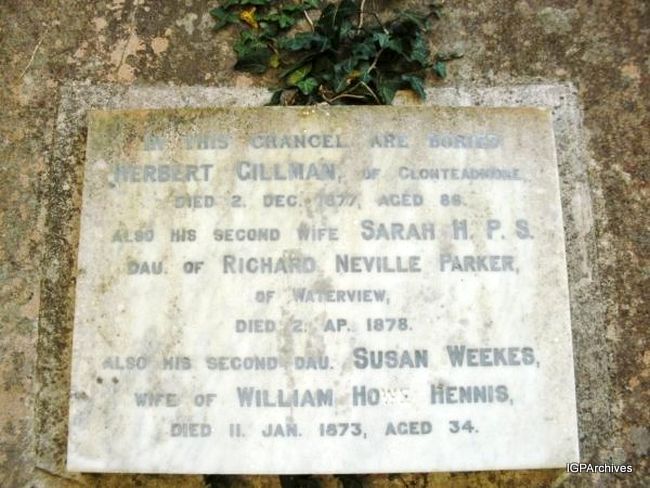 IN THIS CHANCEL ARE BURIED
HERBERT GILLMAN, OF CLONTEADMORE,
DIED 2. DEC. 1877, AGED 86.
ALSO HIS SECOND WIFE SARAH H. P. S.
DAU. OF RICHARD NEVILLE PARKER,
OF WATERVIEW,
DIED 2. AP. 1878.
ALSO HIS SECOND DAU. SUSAN WEEKES,
WIFE OF WILLIAM HOWE HENNIS,
DIED 11. JAN. 1873, AGED 34.
IGPArchives